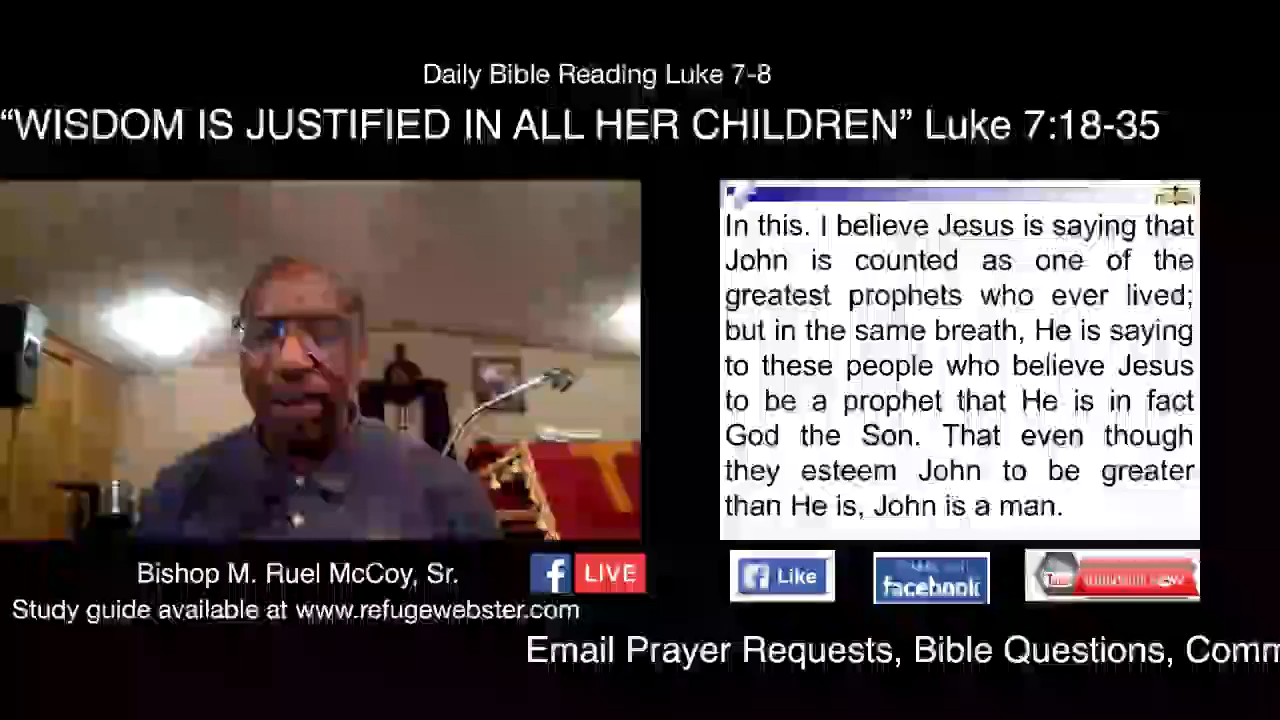 Daily Bible Reading Luke 7-8
“WISDOM IS JUSTIFIED IN ALL HER CHILDREN” Luke 7:18-35
In this. I believe Jesus is saying that
John is counted as one of the
greatest prophets who ever lived;
but in the same breath, He is saying
to these people who believe Jesus
to be a prophet that He is in fact
God the Son. That even though
they esteem John to be greater
than He is, John is a man.
Bishop M. Ruel McCoy, Sr.
f LIVE
f Like
facebook
Study guide available at www.refugewebster.com
Email Prayer Requests, Bible Questions, Comm